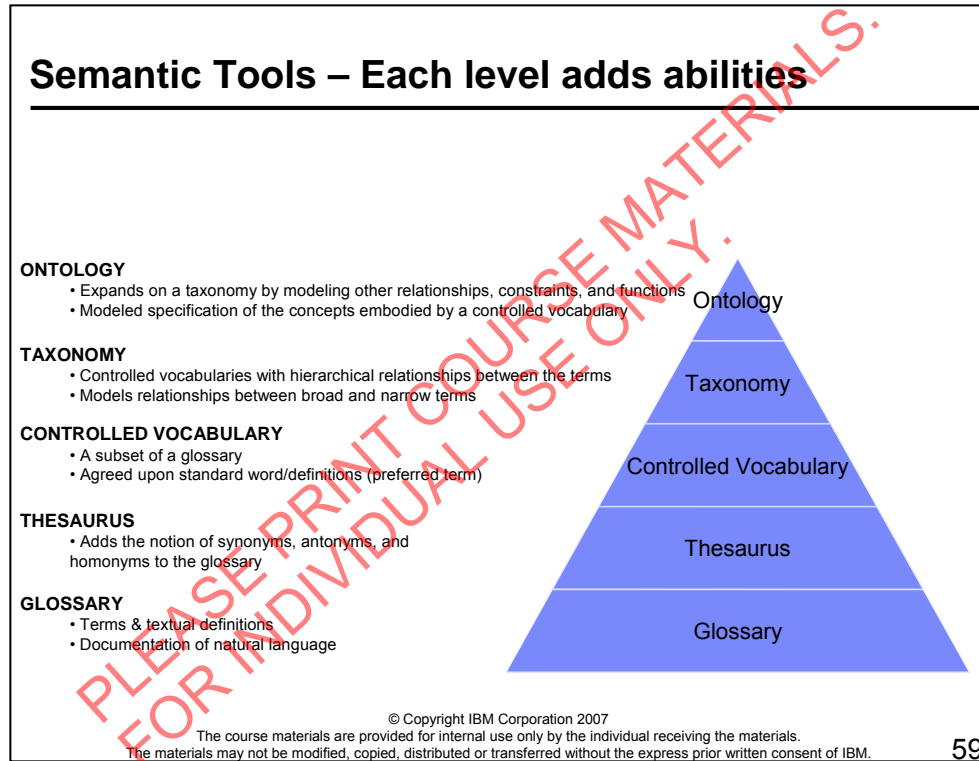 Semantic Tools – Each level adds abilities
ONTOLOGY
• Expands on a taxonomy by modeling other relationships, constraints, and functions
• Modeled specification of the concepts embodied by a controlled vocabulary
TAXONOMY
• Controlled vocabularies with hierarchical relationships between the terms
• Models relationships between broad and narrow terms
CONTROLLED VOCABULARY
• A subset of a glossary
• Agreed upon standard word/definitions (preferred term)
THESAURUS
• Adds the notion of synonyms, antonyms, and
homonyms to the glossary
GLOSSARY
• Terms & textual definitions
• Documentation of natural language
Ontology
Taxonomy
Controlled Vocabulary
Thesaurus
Glossary
PLEASE PRINT COURSE MATERIALS.
FOR INDIVIDUAL USE ONLY.
© Copyright IBM Corporation 2007
The course materials are provided for internal use only by the individual receiving the materials.
The materials may not be modified, copied, distributed or transferred without the express prior written consent of IBM.
59